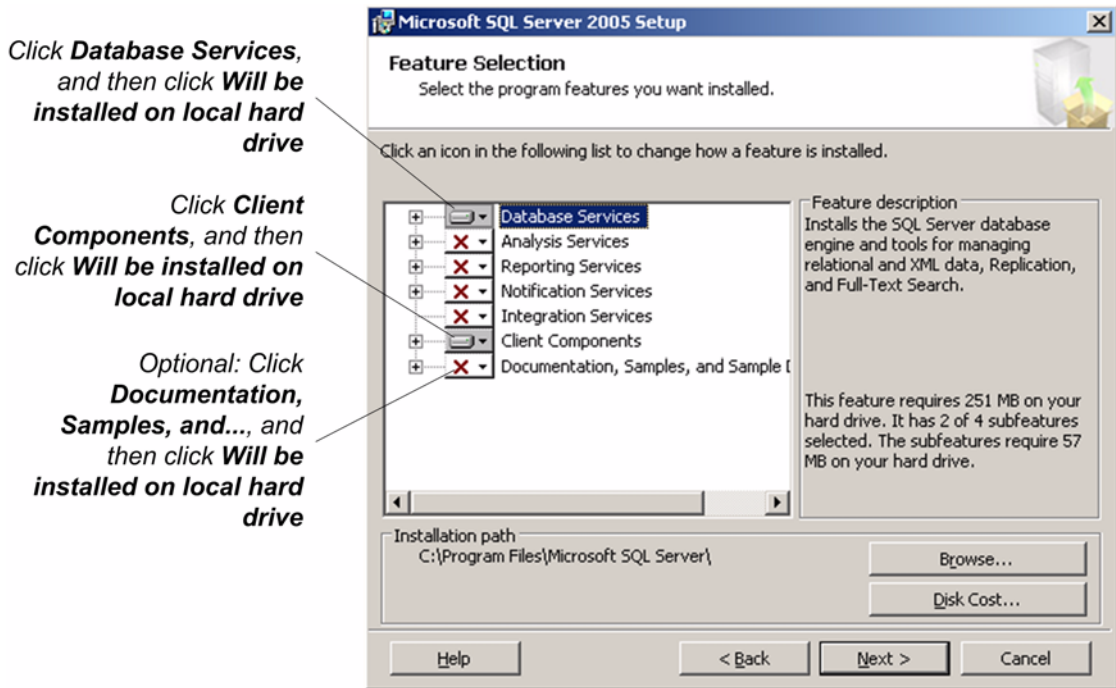 Microsoft SQL Server 2005 Setup
Feature Selection
Select the program features you want installed.
Click an icon in the following list to change how a feature is installed.
Click Database Services,
and then click Will be
installed on local hard
drive
Click Client
Components, and then
click Will be installed on
local hard drive
Optional: Click
Documentation,
Samples, and..., and
then click Will be
installed on local hard
drive
Database Services
Analysis Services
Reporting Services
Notification Services
Integration Services
Client Components
Documentation, Samples, and Sample
Feature description
Installs the SQL Server database
engine and tools for managing
relational and XML data, Replication,
and Full-Text Search.
This feature requires 251 MB on your
hard drive. It has 2 of 4 subfeatures
selected. The subfeatures require 57
MB on your hard drive.
Installation path
C:\Program Files\Microsoft SQL Server\
Browse...
Disk Cost...
Help
< Back
Next >
Cancel